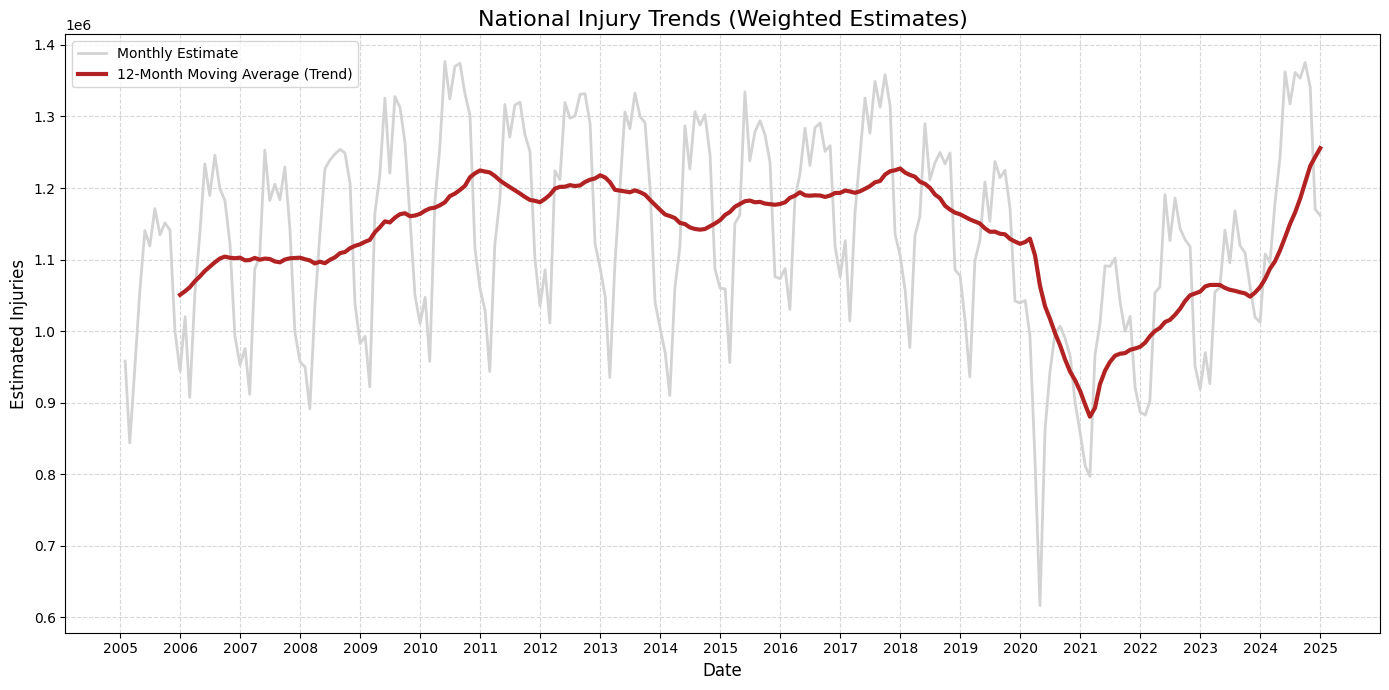 National Injury Trends (Weighted Estimates)
1e6
Monthly Estimate
12-Month Moving Average (Trend)
1.4
1.3
1.2
1.1
1.0
0.9
0.8
0.7
0.6
Estimated Injuries
2005 2006 2007 2008 2009 2010 2011 2012 2013 2014 2015 2016 2017 2018 2019 2020 2021 2022 2023 2024 2025
Date